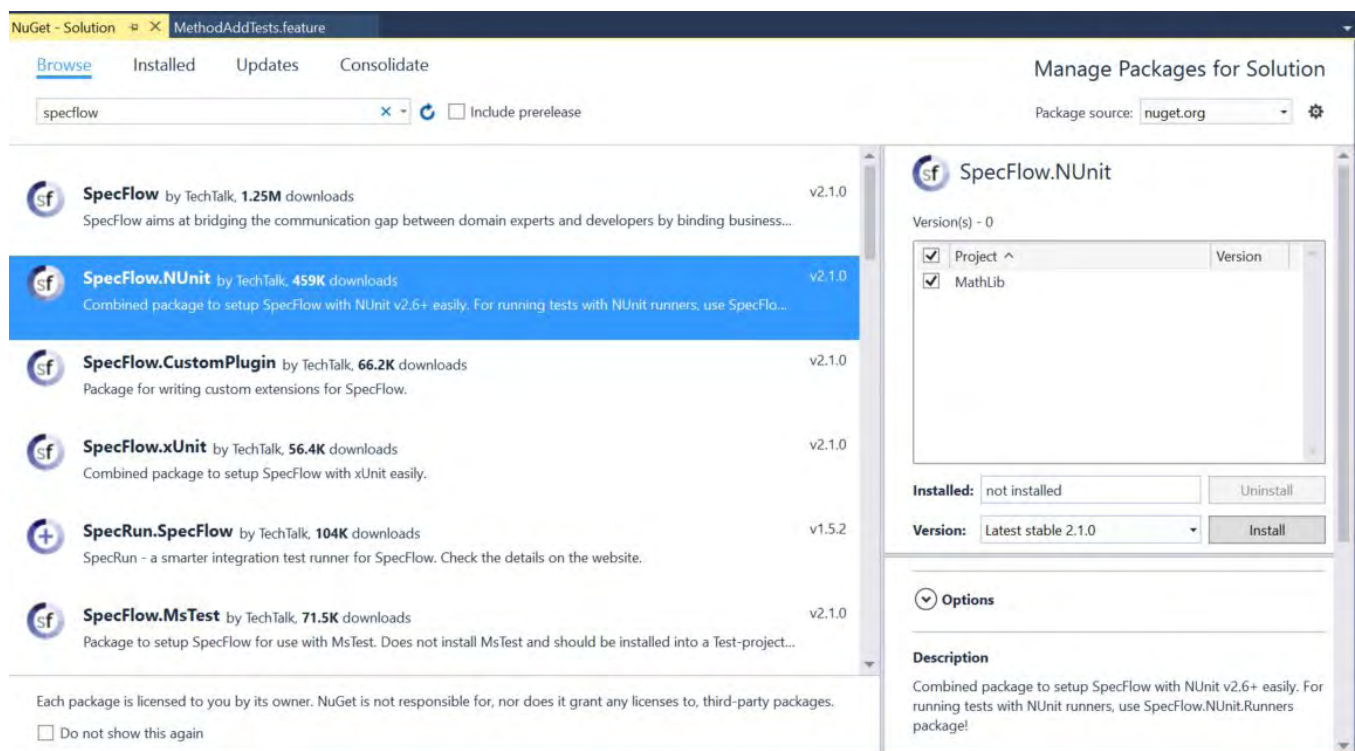 NuGet - Solution
MethodAddTests.feature
Browse Installed Updates Consolidate
Manage Packages for Solution
specflow
Include prerelease
Package source: nuget.org
sf
SpecFlow by TechTalk, 1.25M downloads
v2.1.0
SpecFlow aims at bridging the communication gap between domain experts and developers by binding business...
sf
SpecFlow.NUnit by TechTalk, 459K downloads
v2.1.0
Combined package to setup SpecFlow with NUnit v2.6+ easily. For running tests with NUnit runners, use SpecFlo...
sf
SpecFlow.CustomPlugin by TechTalk, 66.2K downloads
v2.1.0
Package for writing custom extensions for SpecFlow.
sf
SpecFlow.xUnit by TechTalk, 56.4K downloads
v2.1.0
Combined package to setup SpecFlow with xUnit easily.
SpecRun.SpecFlow by TechTalk, 104K downloads
v1.5.2
SpecRun - a smarter integration test runner for SpecFlow. Check the details on the website.
sf
SpecFlow.MsTest by TechTalk, 71.5K downloads
v2.1.0
Package to setup SpecFlow for use with MsTest. Does not install MsTest and should be installed into a Test-project...
Each package is licensed to you by its owner. NuGet is not responsible for, nor does it grant any licenses to, third-party packages.
Do not show this again
sf
SpecFlow.NUnit
Version(s) - 0
Project Version
MathLib
Installed: not installed Uninstall
Version: Latest stable 2.1.0 Install
Options
Description
Combined package to setup SpecFlow with NUnit v2.6+ easily. For
running tests with NUnit runners, use SpecFlow.NUnit.Runners
package!